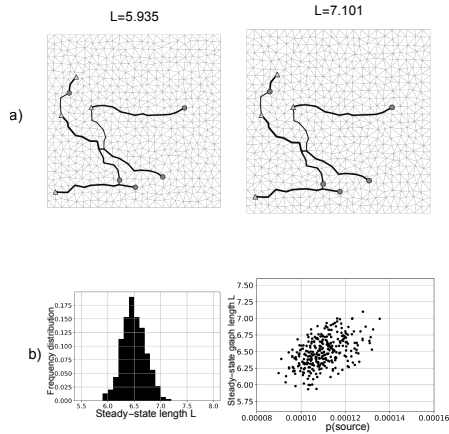 L=5.935
L=7.101
a)
b)
Frequency distribution
0.175
0.150
0.125
0.100
0.075
0.050
0.025
0.000
5.5 6.0 6.5 7.0 7.5 8.0
Steady-state length L
Steady-state graph length L
7.50
7.25
7.00
6.75
6.50
6.25
6.00
5.75
0.00008 0.00010 0.00012 0.00014 0.00016
p(source)